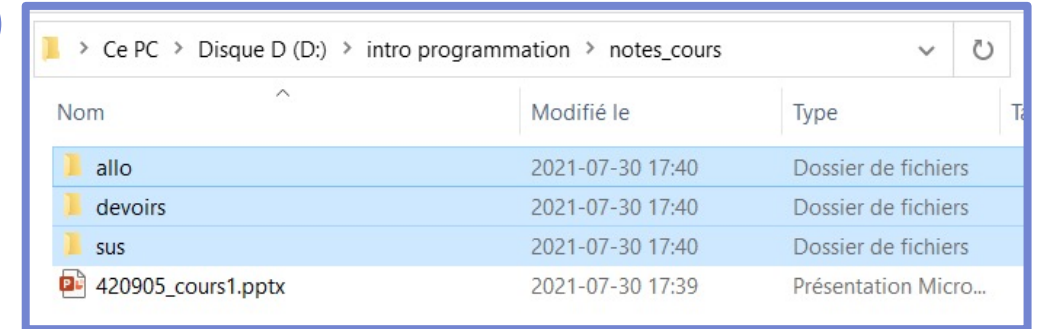 > Ce PC > Disque D (D:) > intro programmation > notes_cours
Nom Modifié le Type
allo 2021-07-30 17:40 Dossier de fichiers
devoirs 2021-07-30 17:40 Dossier de fichiers
sus 2021-07-30 17:40 Dossier de fichiers
420905_cours1.pptx 2021-07-30 17:39 Présentation Micro...